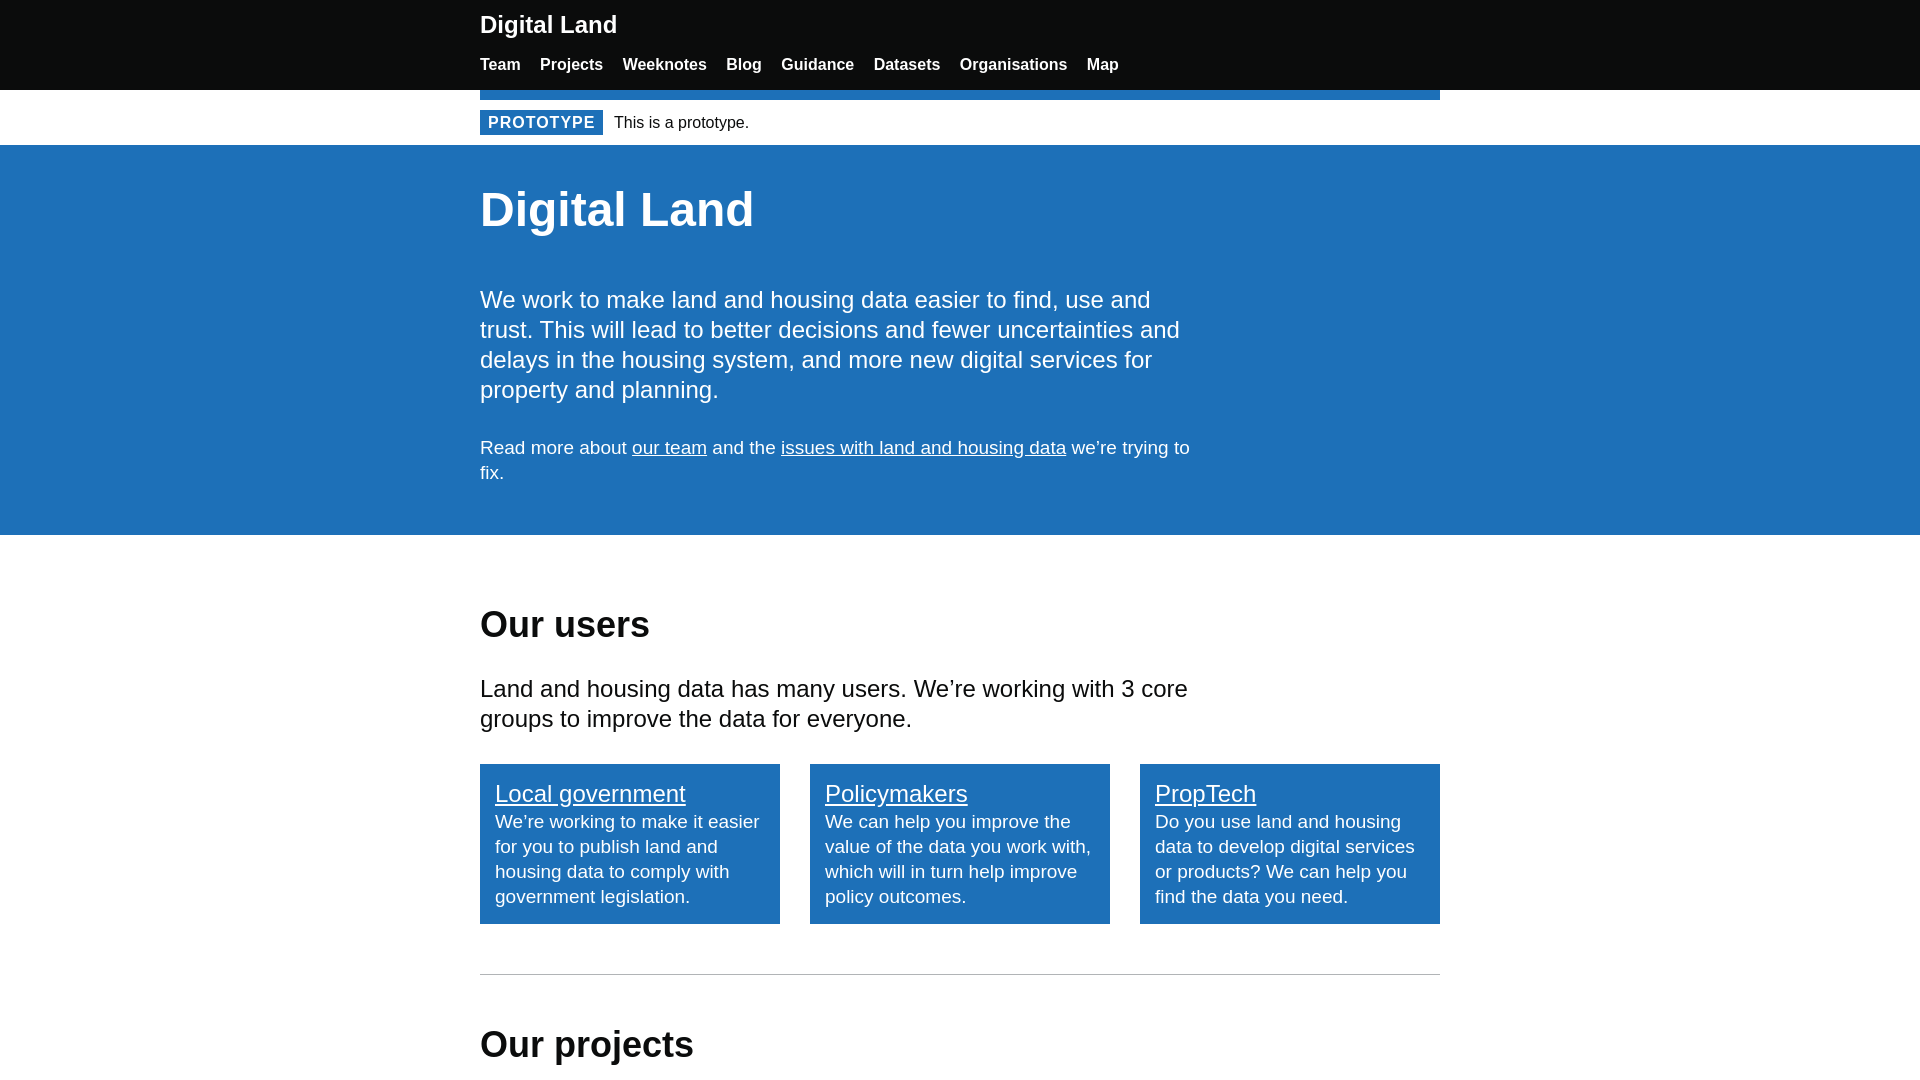 Digital Land
Team Projects Weeknotes Blog Guidance Datasets Organisations Map
PROTOTYPE This is a prototype.
Digital Land
We work to make land and housing data easier to find, use and
trust. This will lead to better decisions and fewer uncertainties and
delays in the housing system, and more new digital services for
property and planning.
Read more about our team and the issues with land and housing data we’re trying to
fix.
Our users
Land and housing data has many users. We’re working with 3 core
groups to improve the data for everyone.
Local government
We’re working to make it easier
for you to publish land and
housing data to comply with
government legislation.
Policymakers
We can help you improve the
value of the data you work with,
which will in turn help improve
policy outcomes.
PropTech
Do you use land and housing
data to develop digital services
or products? We can help you
find the data you need.
Our projects